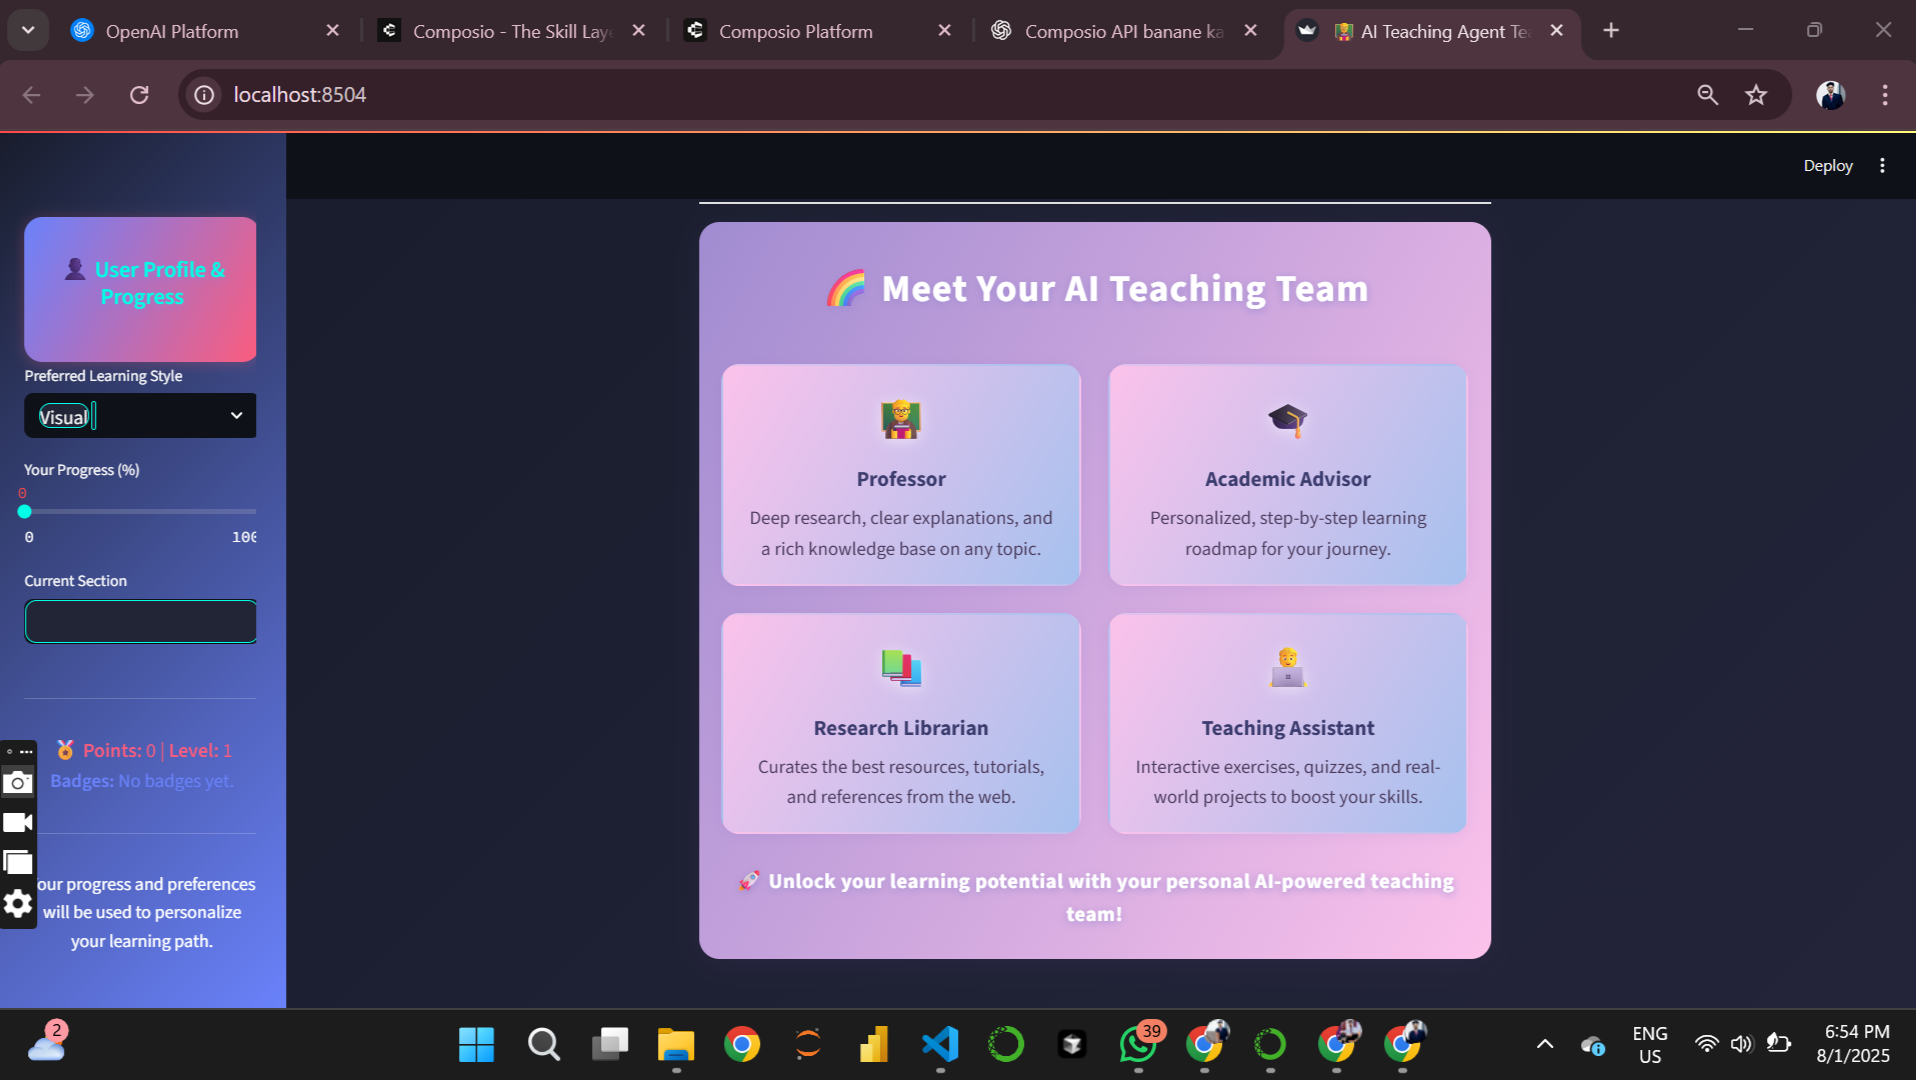 OpenAI Platform
Composio - The Skill Lay
Composio Platform
Composio API banane ka
AI Teaching Agent Te
localhost:8504
Deploy
User Profile &
Progress
Preferred Learning Style
Visual
Your Progress (%)
0
0
100
Current Section
Points: 0 | Level: 1
Badges: No badges yet.
our progress and preferences
will be used to personalize
your learning path.
Meet Your AI Teaching Team
Professor
Deep research, clear explanations, and
a rich knowledge base on any topic.
Academic Advisor
Personalized, step-by-step learning
roadmap for your journey.
Research Librarian
Curates the best resources, tutorials,
and references from the web.
Teaching Assistant
Interactive exercises, quizzes, and real-
world projects to boost your skills.
Unlock your learning potential with your personal AI-powered teaching
team!
2
39
ENG
US
6:54 PM
8/1/2025